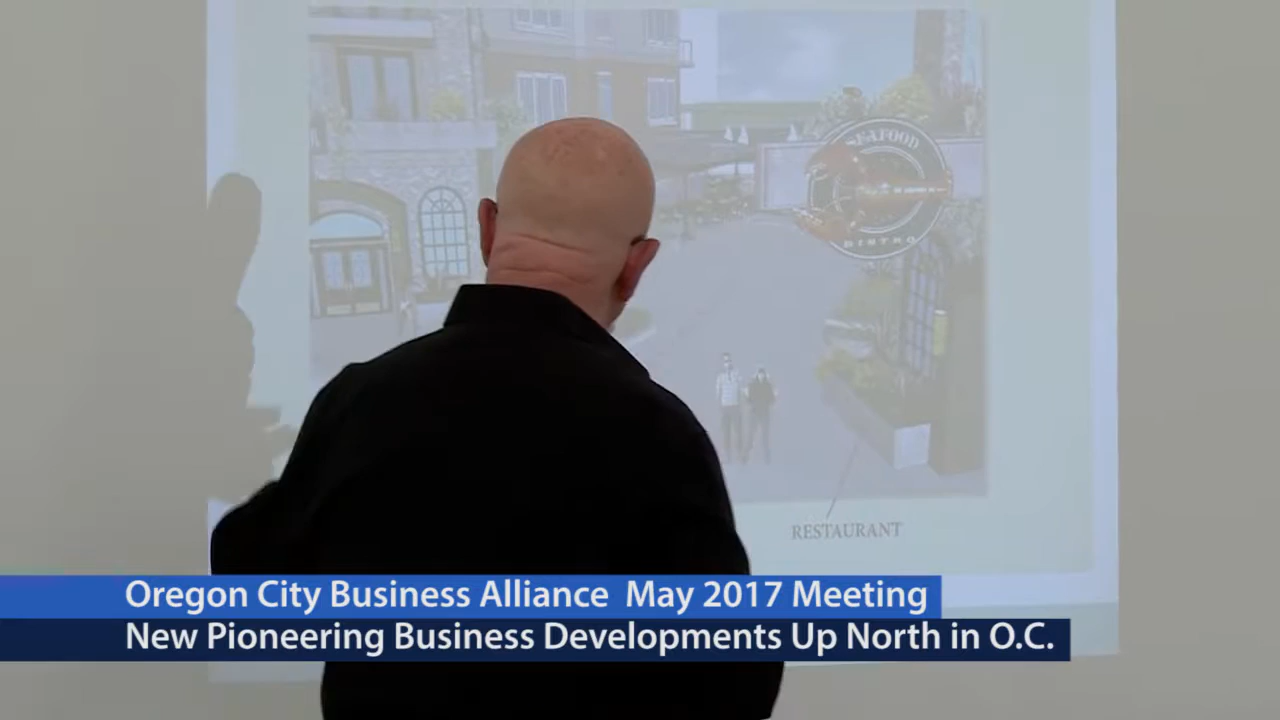 SEAFOOD
BISTRO
RESTAURANT
Oregon City Business Alliance May 2017 Meeting
New Pioneering Business Developments Up North in O.C.